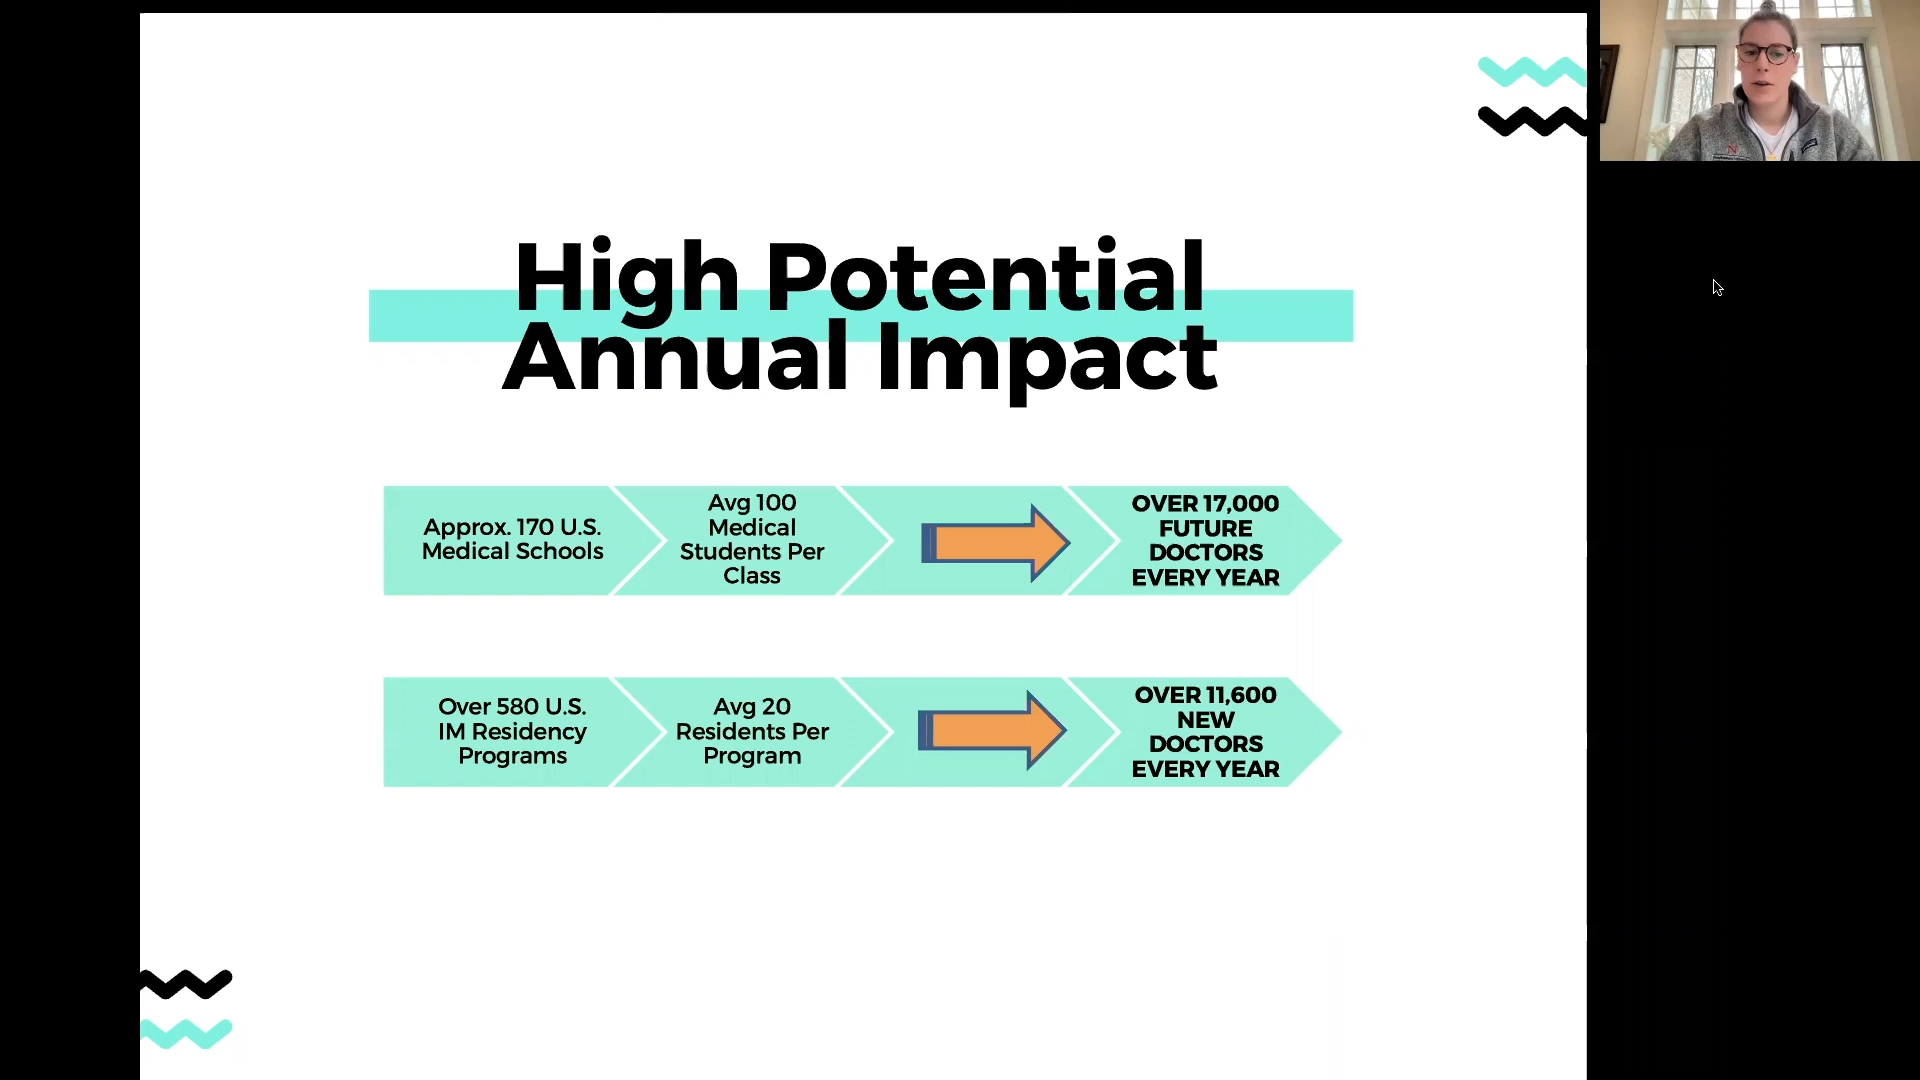 High Potential
Annual Impact
Approx. 170 U.S.
Medical Schools
Avg 100
Medical
Students Per
Class
OVER 17,000
FUTURE
DOCTORS
EVERY YEAR
Over 580 U.S.
IM Residency
Programs
Avg 20
Residents Per
Program
OVER 11,600
NEW
DOCTORS
EVERY YEAR
N